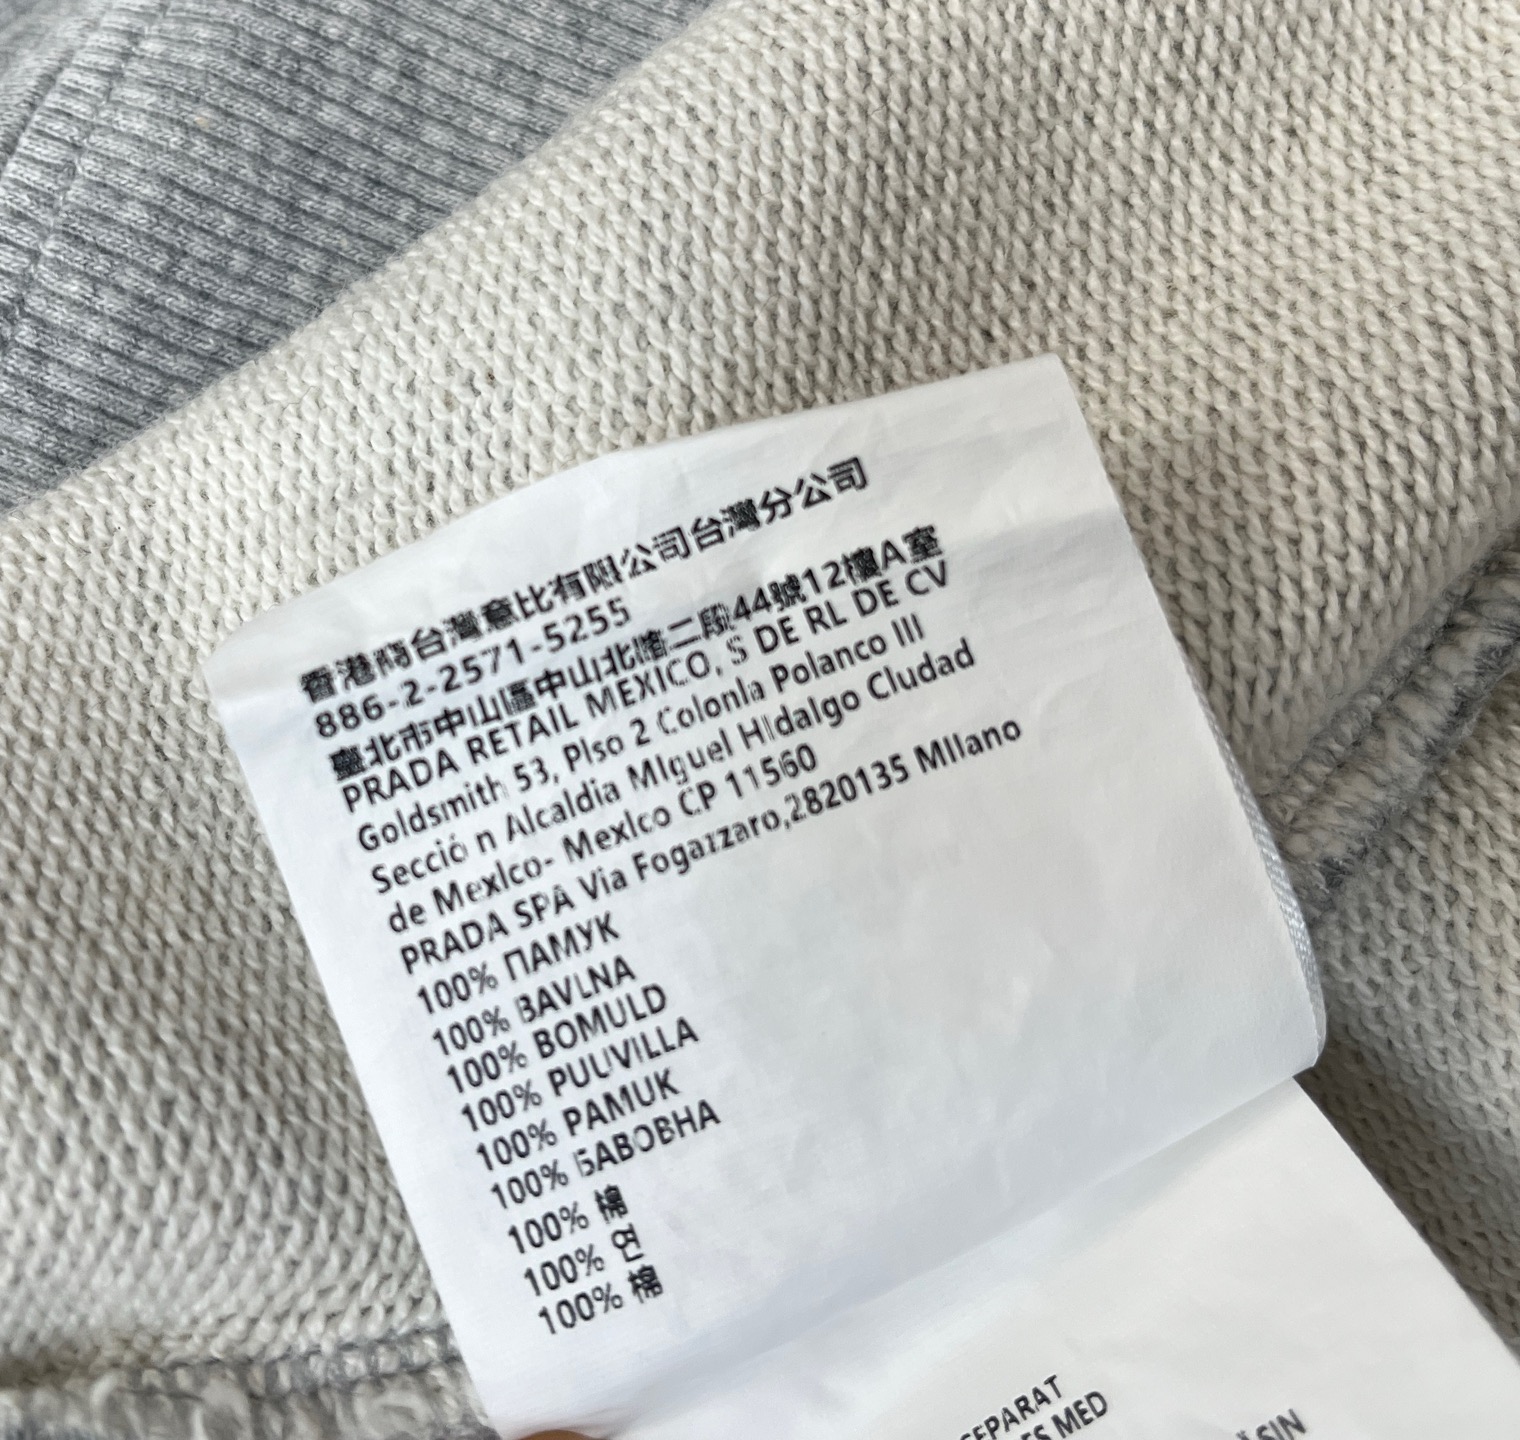 香港商台灣意比有限公司台灣分公司
886-2-2571-5255
臺北市中山區中山北路二段44號12樓A室
PRADA RETAIL MEXICO, S DE RL DE CV
Goldsmith 53, PIso 2 ColonIa Polanco III
Secció n Alcaldia MIguel HIdalgo CIudad
de MexIco- MexIco CP 11560
PRADA SPA Via Fogazzaro,2820135 MIlano
100% ПАМУК
100% BAVLNA
100% BOMULD
100% PUUVILLA
100% PAMUK
100% БАВОВНА
100% 棉
100% 면
100% 棉
SEPARAT
ES MED
ÄSIN